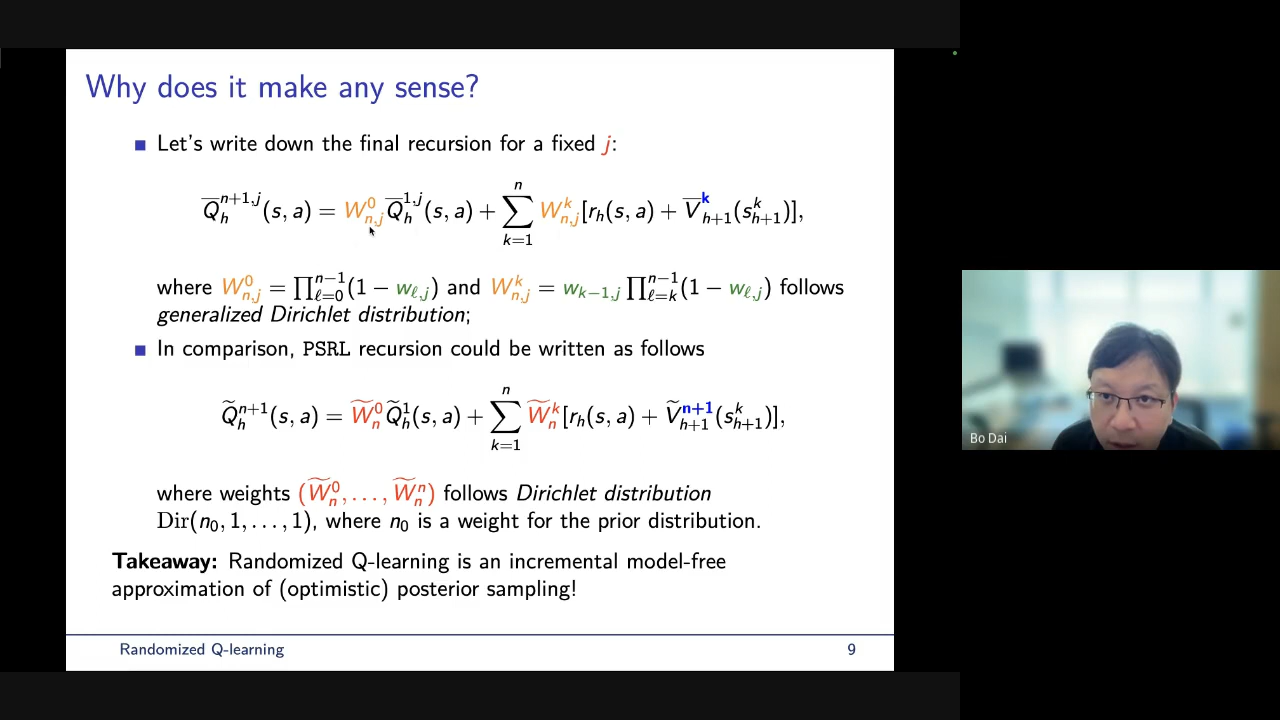 Why does it make any sense?
■ Let's write down the final recursion for a fixed j:
Q̅_h^{n+1,j}(s, a) = W_{n,j}^0 Q̅_h^{1,j}(s, a) + ∑_{k=1}^{n} W_{n,j}^k [r_h(s, a) + V̅_{h+1}^k(s_{h+1}^k)],
where W_{n,j}^0 = ∏_{ℓ=0}^{n−1}(1 − w_{ℓ,j}) and W_{n,j}^k = w_{k−1,j} ∏_{ℓ=k}^{n−1}(1 − w_{ℓ,j}) follows
generalized Dirichlet distribution;
■ In comparison, PSRL recursion could be written as follows
Q̃_h^{n+1}(s, a) = W̃_n^0 Q̃_h^1(s, a) + ∑_{k=1}^{n} W̃_n^k [r_h(s, a) + Ṽ_{h+1}^{n+1}(s_{h+1}^k)],
where weights (W̃_n^0, . . . , W̃_n^n) follows Dirichlet distribution
Dir(n_0, 1, . . . , 1), where n_0 is a weight for the prior distribution.
Takeaway: Randomized Q-learning is an incremental model-free
approximation of (optimistic) posterior sampling!
Randomized Q-learning 9
Bo Dai